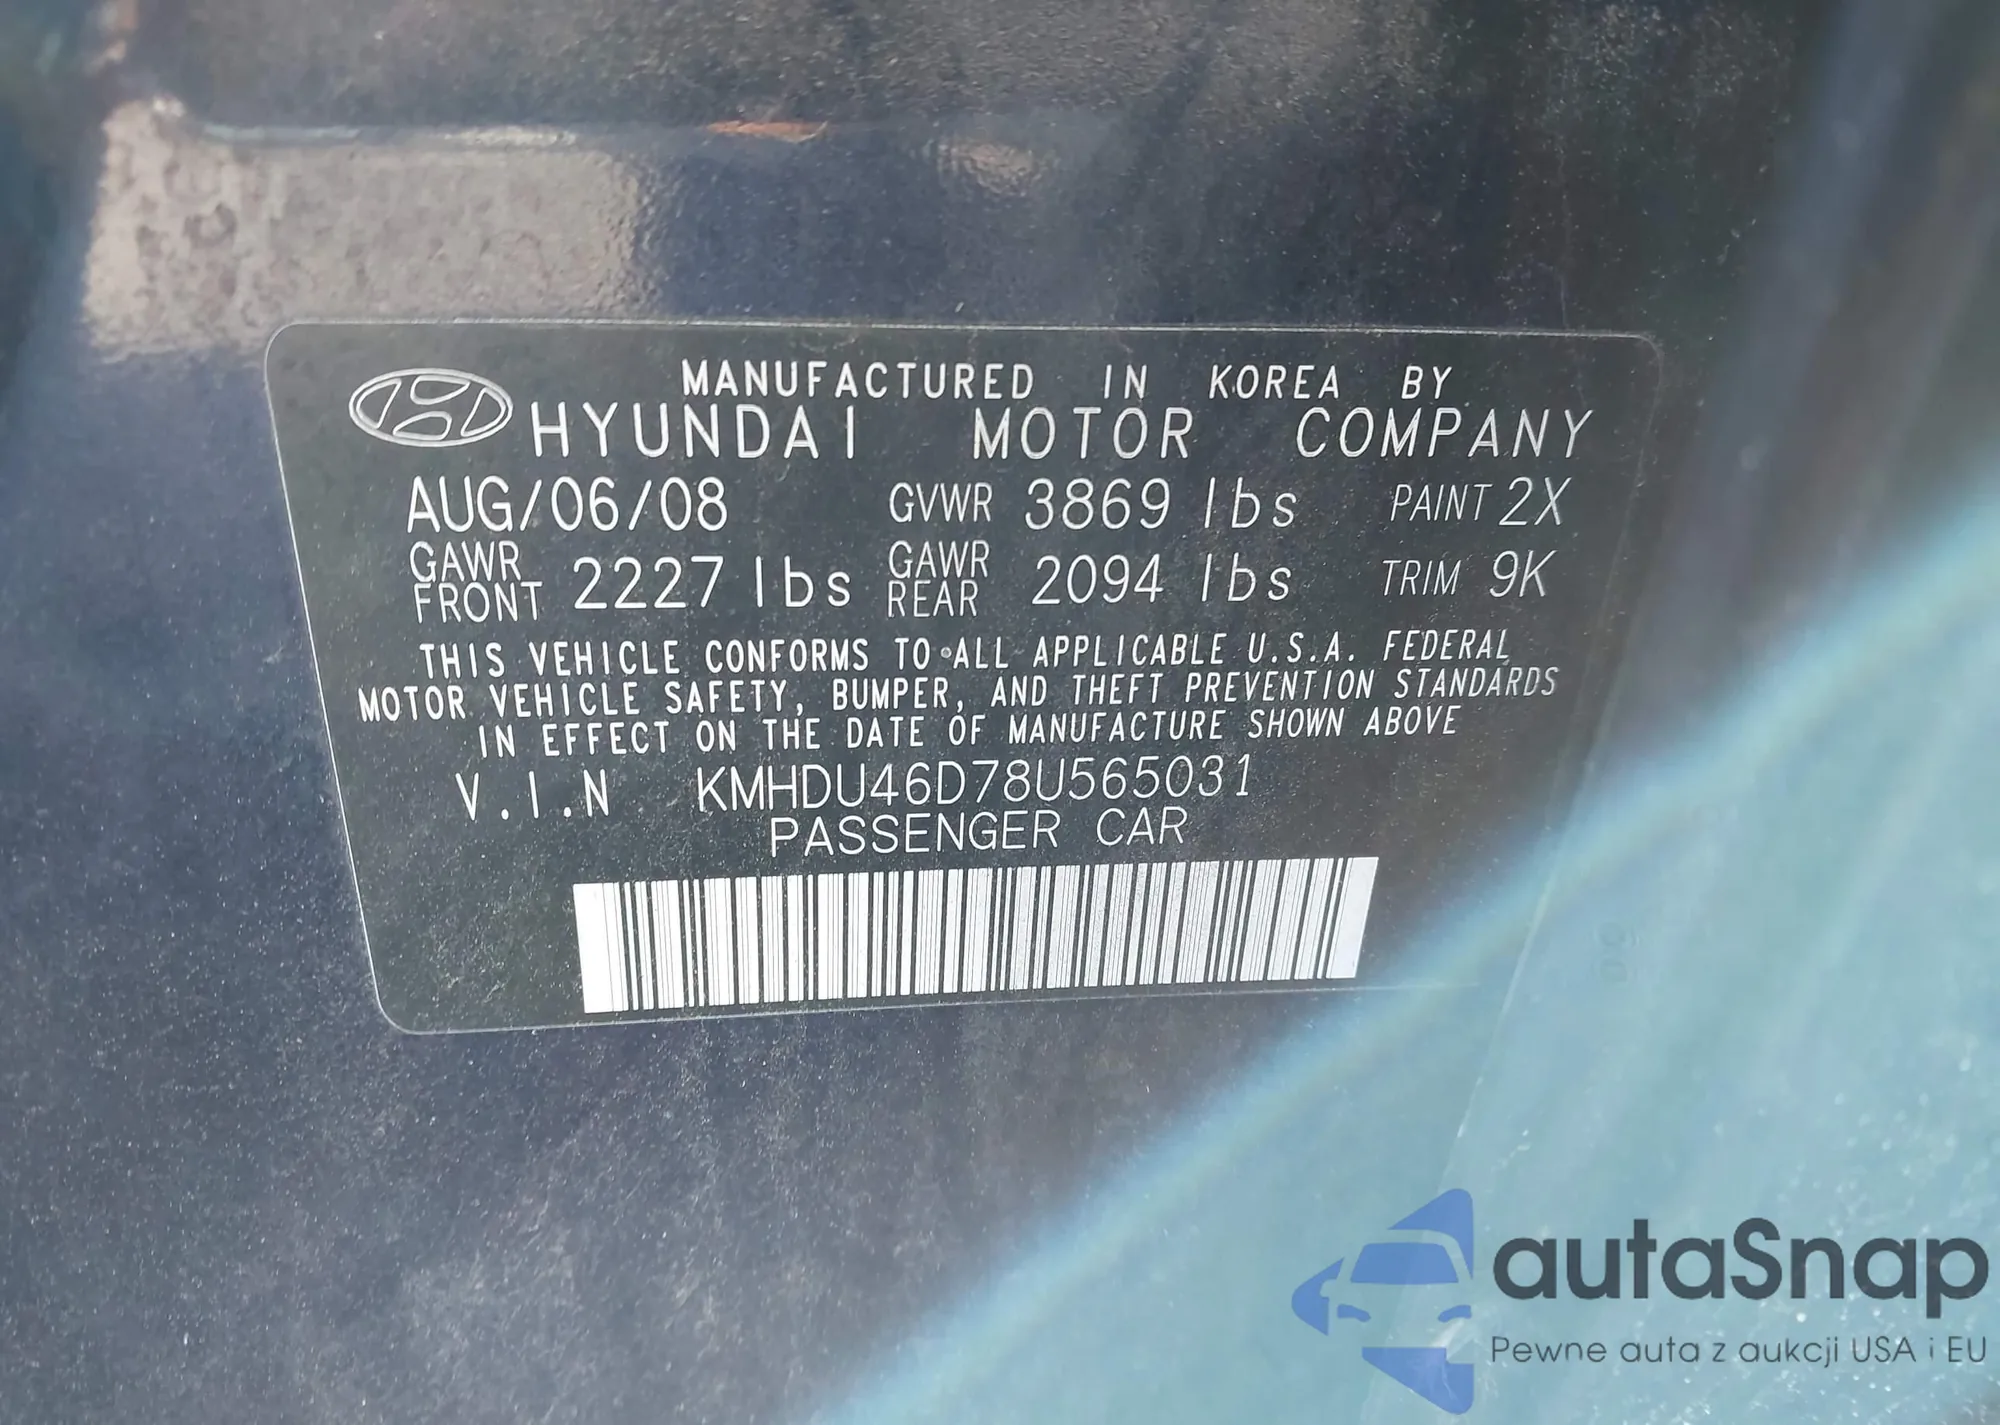 MANUFACTURED IN KOREA BY
HYUNDAI MOTOR COMPANY
AUG/06/08 GVWR 3869 lbs PAINT 2X
GAWR FRONT 2227 lbs GAWR REAR 2094 lbs TRIM 9K
THIS VEHICLE CONFORMS TO ALL APPLICABLE U.S.A. FEDERAL
MOTOR VEHICLE SAFETY, BUMPER, AND THEFT PREVENTION STANDARDS
IN EFFECT ON THE DATE OF MANUFACTURE SHOWN ABOVE
V.I.N KMHDU46D78U565031
PASSENGER CAR
autaSnap
Pewne auta z aukcji USA i EU